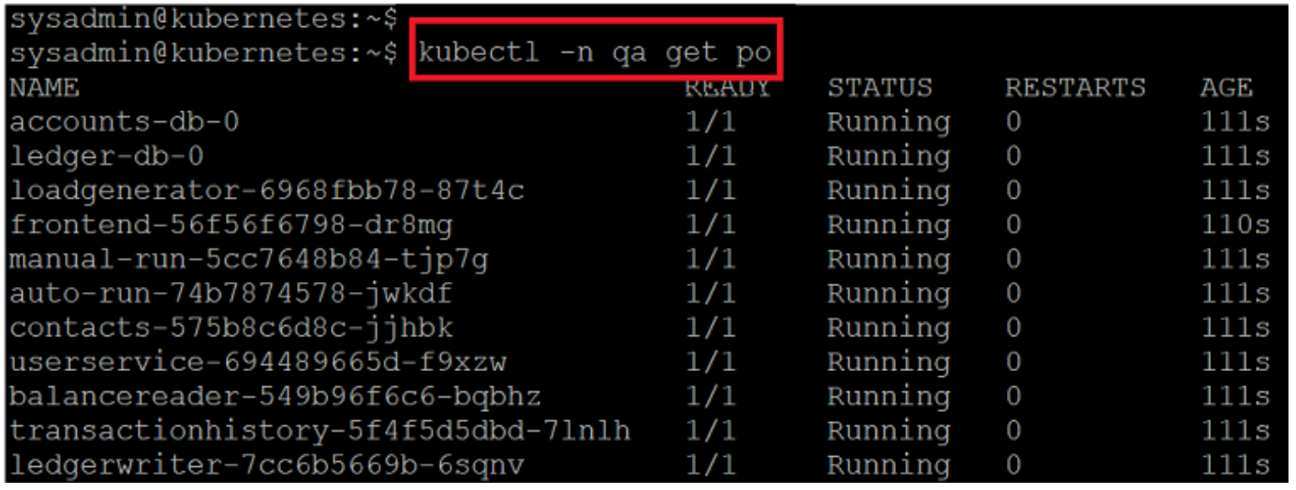 sysadmin@kubernetes:~$
sysadmin@kubernetes:~$ kubectl -n qa get po
NAME READY STATUS RESTARTS AGE
accounts-db-0 1/1 Running 0 111s
ledger-db-0 1/1 Running 0 111s
loadgenerator-6968fbb78-87t4c 1/1 Running 0 111s
frontend-56f56f6798-dr8mg 1/1 Running 0 110s
manual-run-5cc7648b84-tjp7g 1/1 Running 0 111s
auto-run-74b7874578-jwkdf 1/1 Running 0 111s
contacts-575b8c6d8c-jjhbk 1/1 Running 0 111s
userservice-694489665d-f9xzw 1/1 Running 0 111s
balancereader-549b96f6c6-bqbhz 1/1 Running 0 111s
transactionhistory-5f4f5d5dbd-7lnlh 1/1 Running 0 111s
ledgerwriter-7cc6b5669b-6sqnv 1/1 Running 0 111s